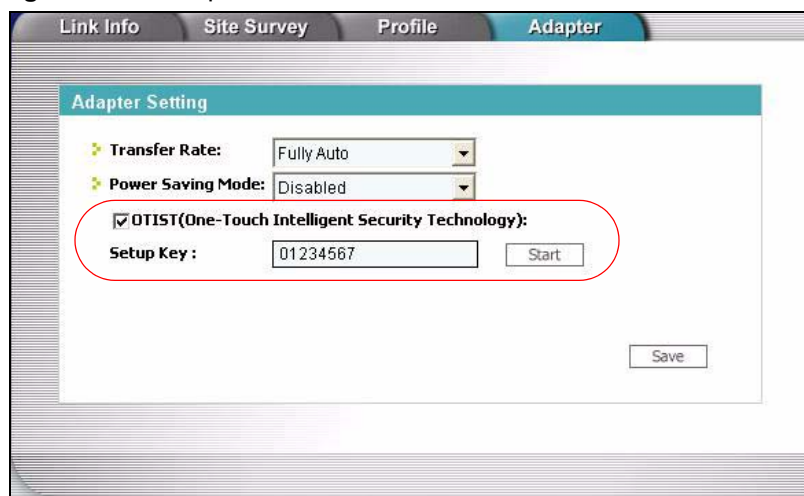 Link Info Site Survey Profile Adapter
Adapter Setting
Transfer Rate: Fully Auto
Power Saving Mode: Disabled
OTIST(One-Touch Intelligent Security Technology):
Setup Key : 01234567 Start
Save